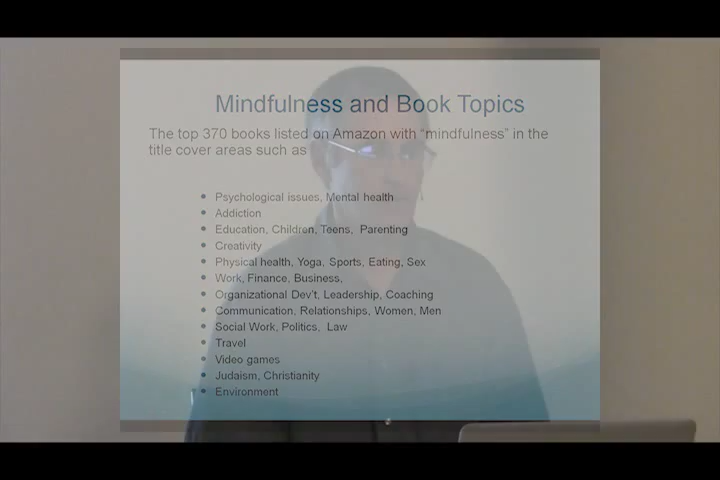 Mindfulness and Book Topics
The top 370 books listed on Amazon with "mindfulness" in the
title cover areas such as
Psychological issues, Mental health
Addiction
Education, Children, Teens, Parenting
Creativity
Physical health, Yoga, Sports, Eating, Sex
Work, Finance, Business,
Organizational Dev't, Leadership, Coaching
Communication, Relationships, Women, Men
Social Work, Politics, Law
Travel
Video games
Judaism, Christianity
Environment